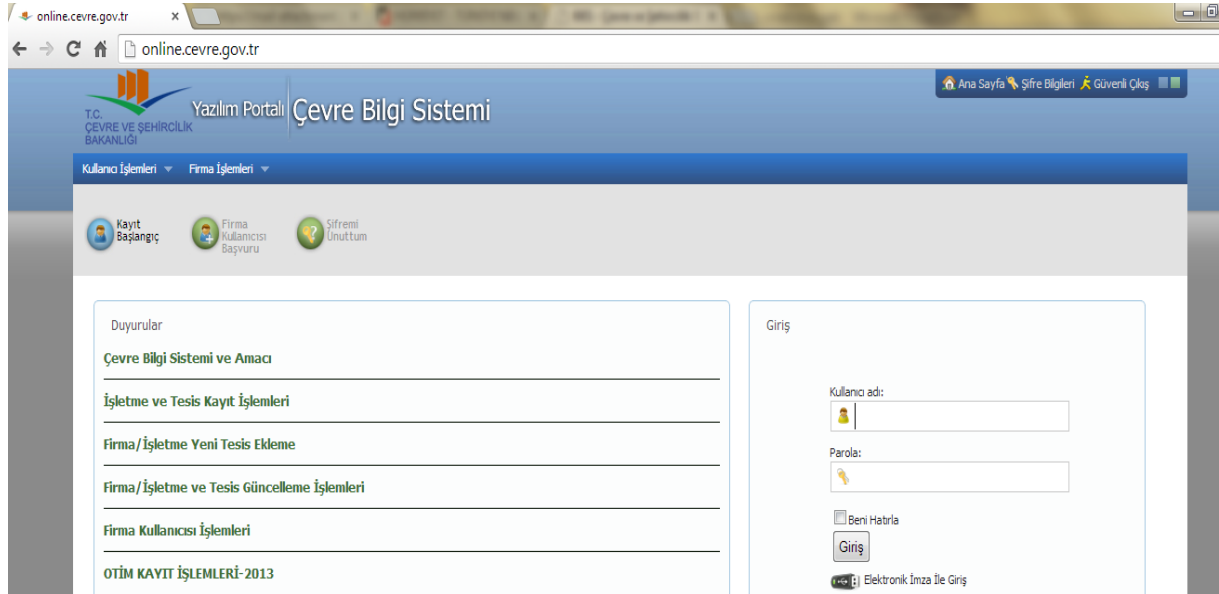 online.cevre.gov.tr
online.cevre.gov.tr
Ana Sayfa Şifre Bilgileri Güvenli Çıkış
T.C.
ÇEVRE VE ŞEHİRCİLİK
BAKANLIĞI
Yazılım Portalı Çevre Bilgi Sistemi
Kullanıcı İşlemleri Firma İşlemleri
Kayıt
Başlangıç
Firma
Kullanıcısı
Başvuru
Şifremi
Unuttum
Duyurular
Çevre Bilgi Sistemi ve Amacı
İşletme ve Tesis Kayıt İşlemleri
Firma/İşletme Yeni Tesis Ekleme
Firma/İşletme ve Tesis Güncelleme İşlemleri
Firma Kullanıcısı İşlemleri
OTİM KAYIT İŞLEMLERİ-2013
Giriş
Kullanıcı adı:
Parola:
Beni Hatırla
Giriş
Elektronik İmza İle Giriş